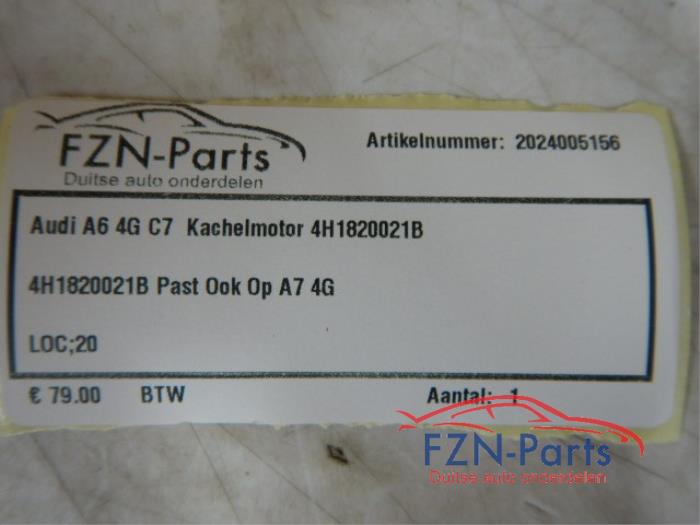 FZN-Parts
Duitse auto onderdelen
Artikelnummer: 2024005156
Audi A6 4G C7 Kachelmotor 4H1820021B
4H1820021B Past Ook Op A7 4G
LOC;20
€ 79.00 BTW Aantal: 1
FZN-Parts
Duitse auto onderdelen